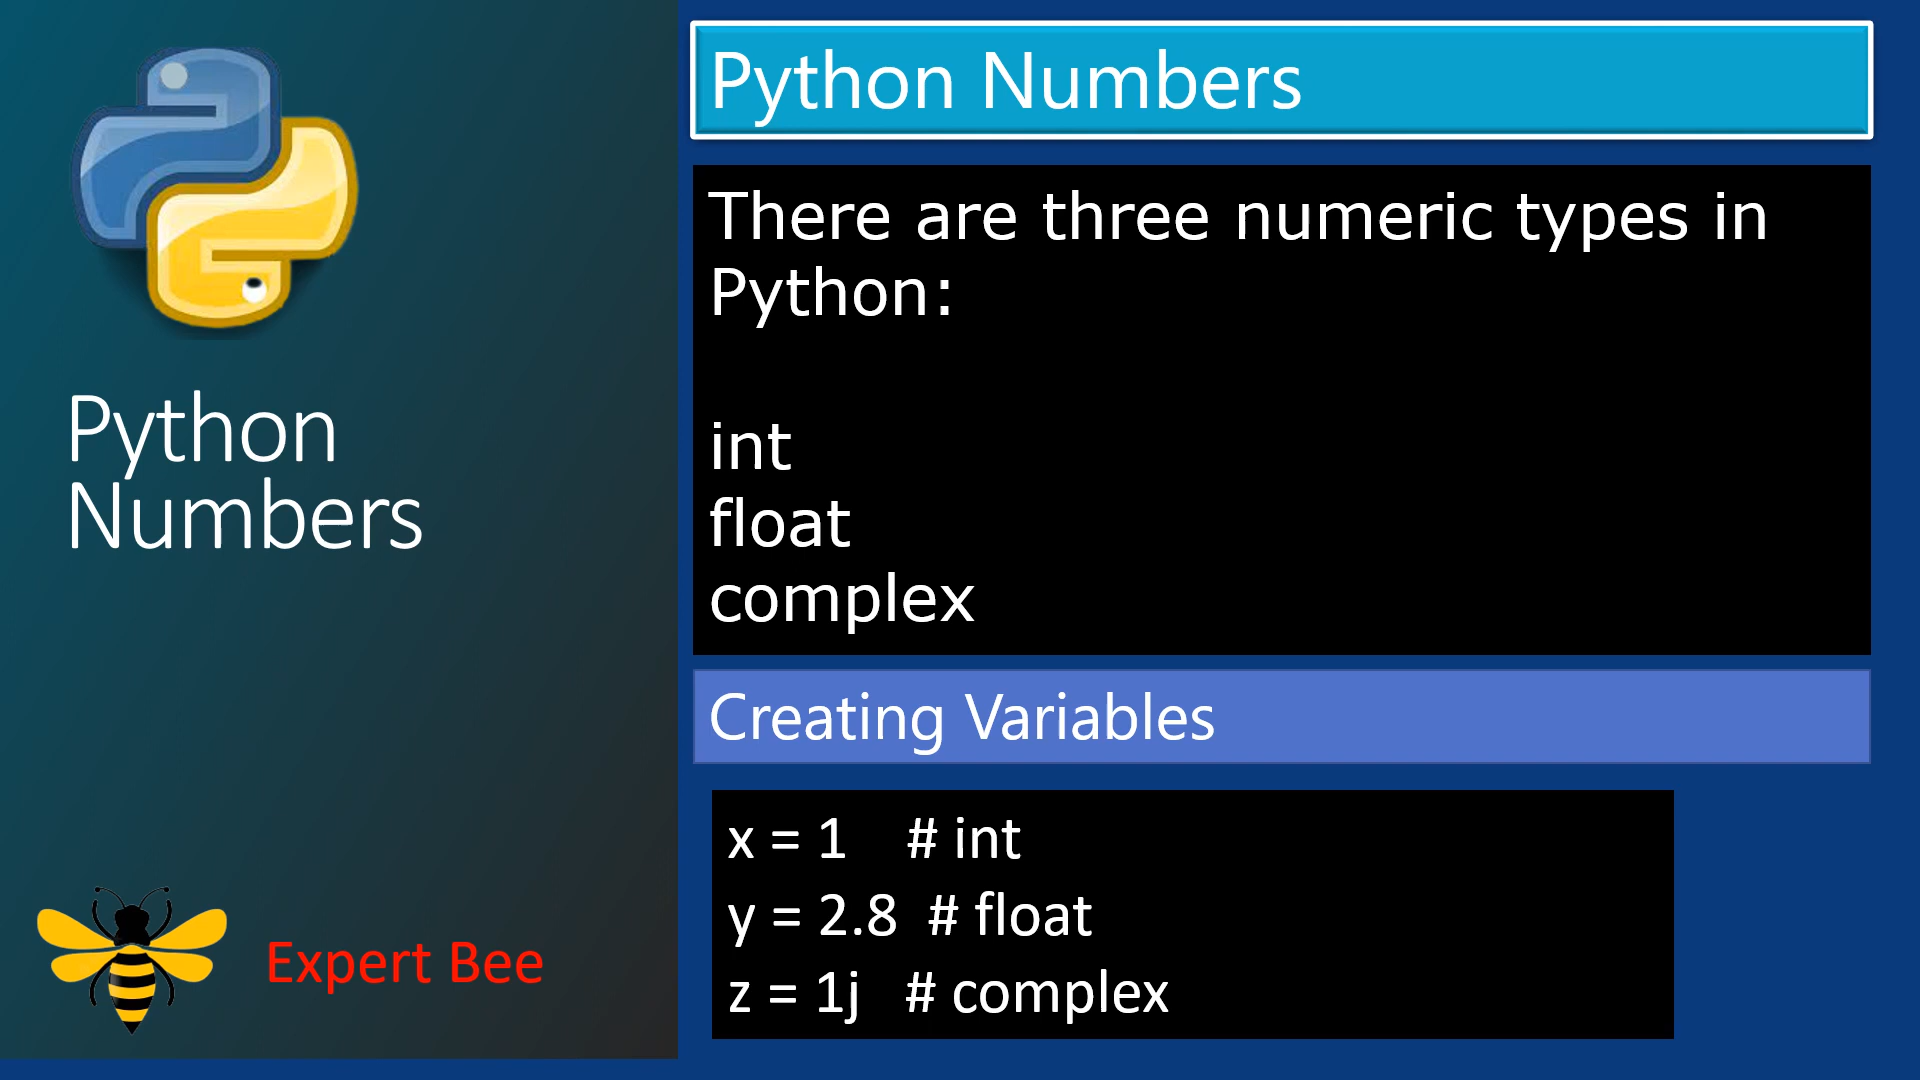 Python
Numbers
Expert Bee
Python Numbers
There are three numeric types in
Python:
int
float
complex
Creating Variables
x = 1    # int
y = 2.8  # float
z = 1j   # complex